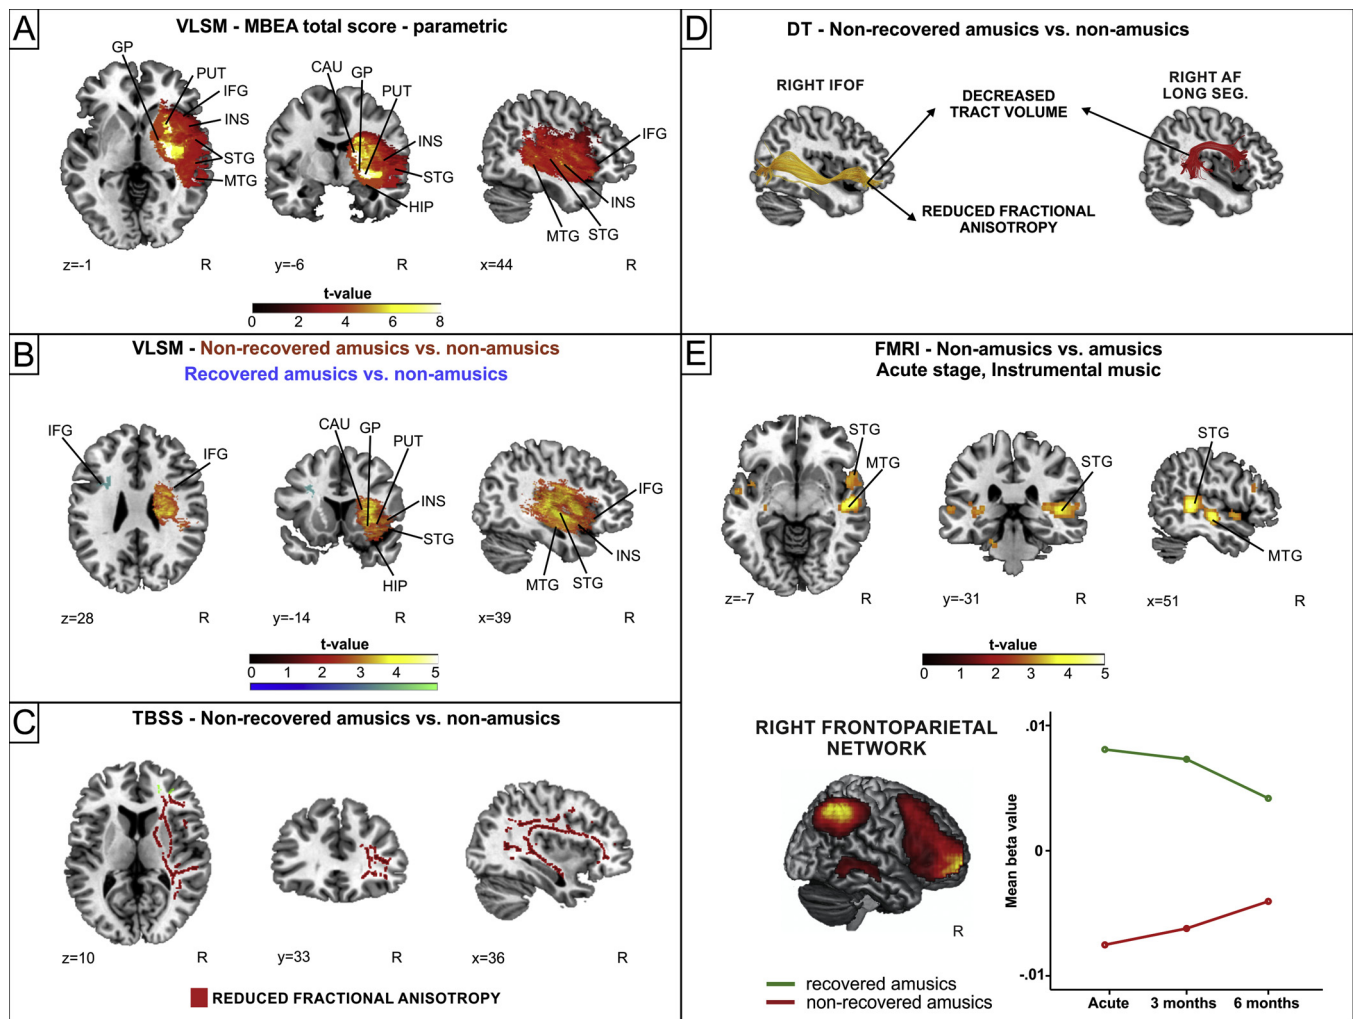 A
VLSM - MBEA total score - parametric
GP
PUT
IFG
INS
STG
MTG
CAU
GP
PUT
INS
STG
HIP
IFG
INS
MTG STG
z=-1 R
y=-6 R
x=44 R
t-value
0 2 4 6 8
B
VLSM - Non-recovered amusics vs. non-amusics
Recovered amusics vs. non-amusics
IFG
IFG
CAU
GP
PUT
INS
STG
HIP
IFG
INS
MTG STG
z=28 R
y=-14 R
x=39 R
t-value
0 1 2 3 4 5
C
TBSS - Non-recovered amusics vs. non-amusics
z=10 R
y=33 R
x=36 R
REDUCED FRACTIONAL ANISOTROPY
D
DT - Non-recovered amusics vs. non-amusics
RIGHT IFOF
DECREASED
TRACT VOLUME
RIGHT AF
LONG SEG.
REDUCED FRACTIONAL
ANISOTROPY
E
FMRI - Non-amusics vs. amusics
Acute stage, Instrumental music
STG
MTG
STG
STG
MTG
z=-7 R
y=-31 R
x=51 R
t-value
0 1 2 3 4 5
RIGHT FRONTOPARIETAL
NETWORK
R
recovered amusics
non-recovered amusics
Mean beta value
.01
0
-.01
Acute 3 months 6 months